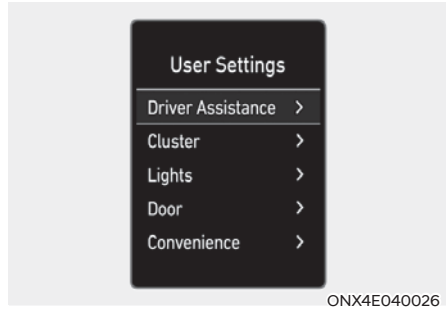 User Settings
Driver Assistance >
Cluster >
Lights >
Door >
Convenience >
ONX4E040026